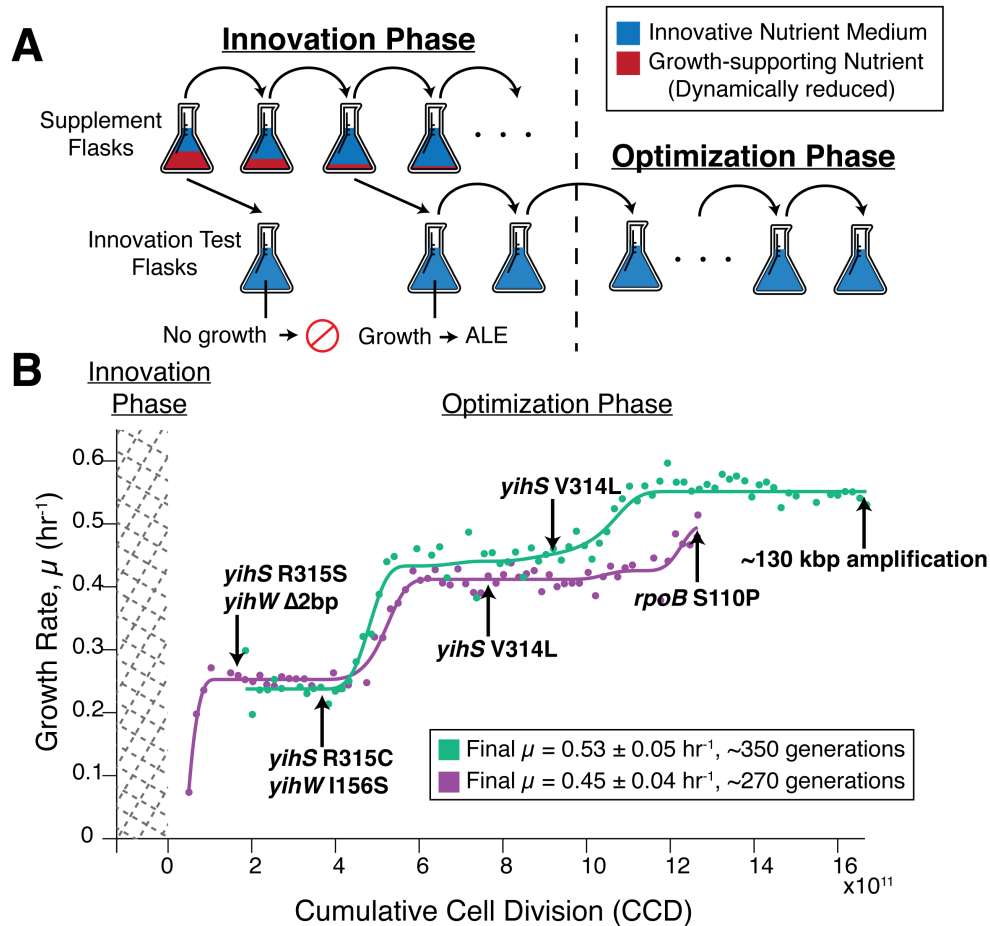 A
Innovation Phase
Innovative Nutrient Medium
Growth-supporting Nutrient
(Dynamically reduced)
Supplement
Flasks
. . .
Optimization Phase
Innovation Test
Flasks
. . .
No growth
Growth
ALE
B
Innovation
Phase
Optimization Phase
Growth Rate, μ (hr⁻¹)
0.6
0.5
0.4
0.3
0.2
0.1
0
yihS V314L
~130 kbp amplification
yihS R315S
yihW Δ2bp
rpoB S110P
yihS V314L
yihS R315C
yihW I156S
Final μ = 0.53 ± 0.05 hr⁻¹, ~350 generations
Final μ = 0.45 ± 0.04 hr⁻¹, ~270 generations
0 2 4 6 8 10 12 14 16
x10¹¹
Cumulative Cell Division (CCD)